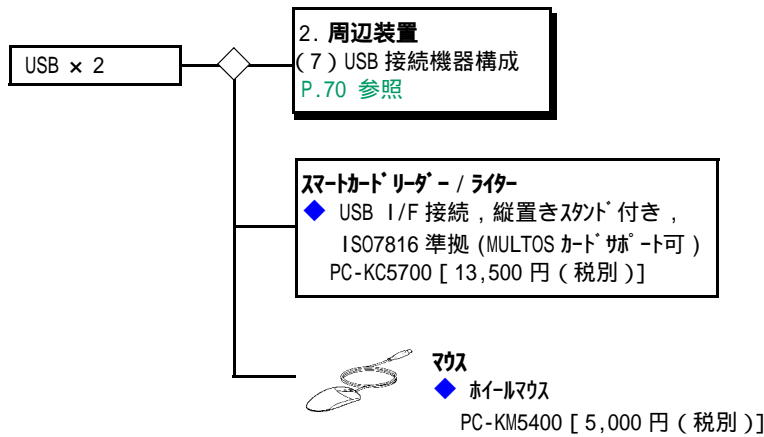 USB × 2
2. 周辺装置
(7) USB 接続機器構成
P.70 参照
ｽﾏｰﾄｶｰﾄﾞ ﾘｰﾀﾞｰ / ﾗｲﾀｰ
◆ USB I/F 接続 , 縦置きｽﾀﾝﾄﾞ付き ,
ISO7816 準拠 (MULTOS ｶｰﾄﾞｻﾎﾟｰﾄ可 )
PC-KC5700 [ 13,500 円 ( 税別 )]
ﾏｳｽ
◆ ﾎｲｰﾙﾏｳｽ
PC-KM5400 [ 5,000 円 ( 税別 )]